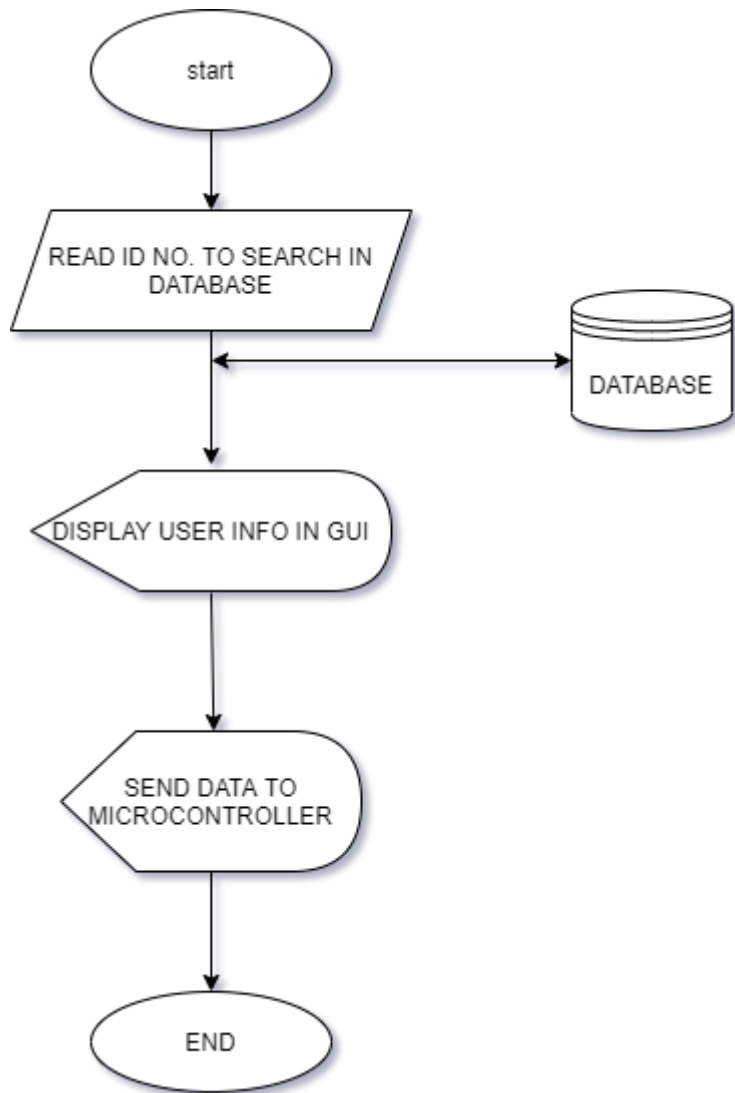 start
READ ID NO. TO SEARCH IN
DATABASE
DATABASE
DISPLAY USER INFO IN GUI
SEND DATA TO
MICROCONTROLLER
END